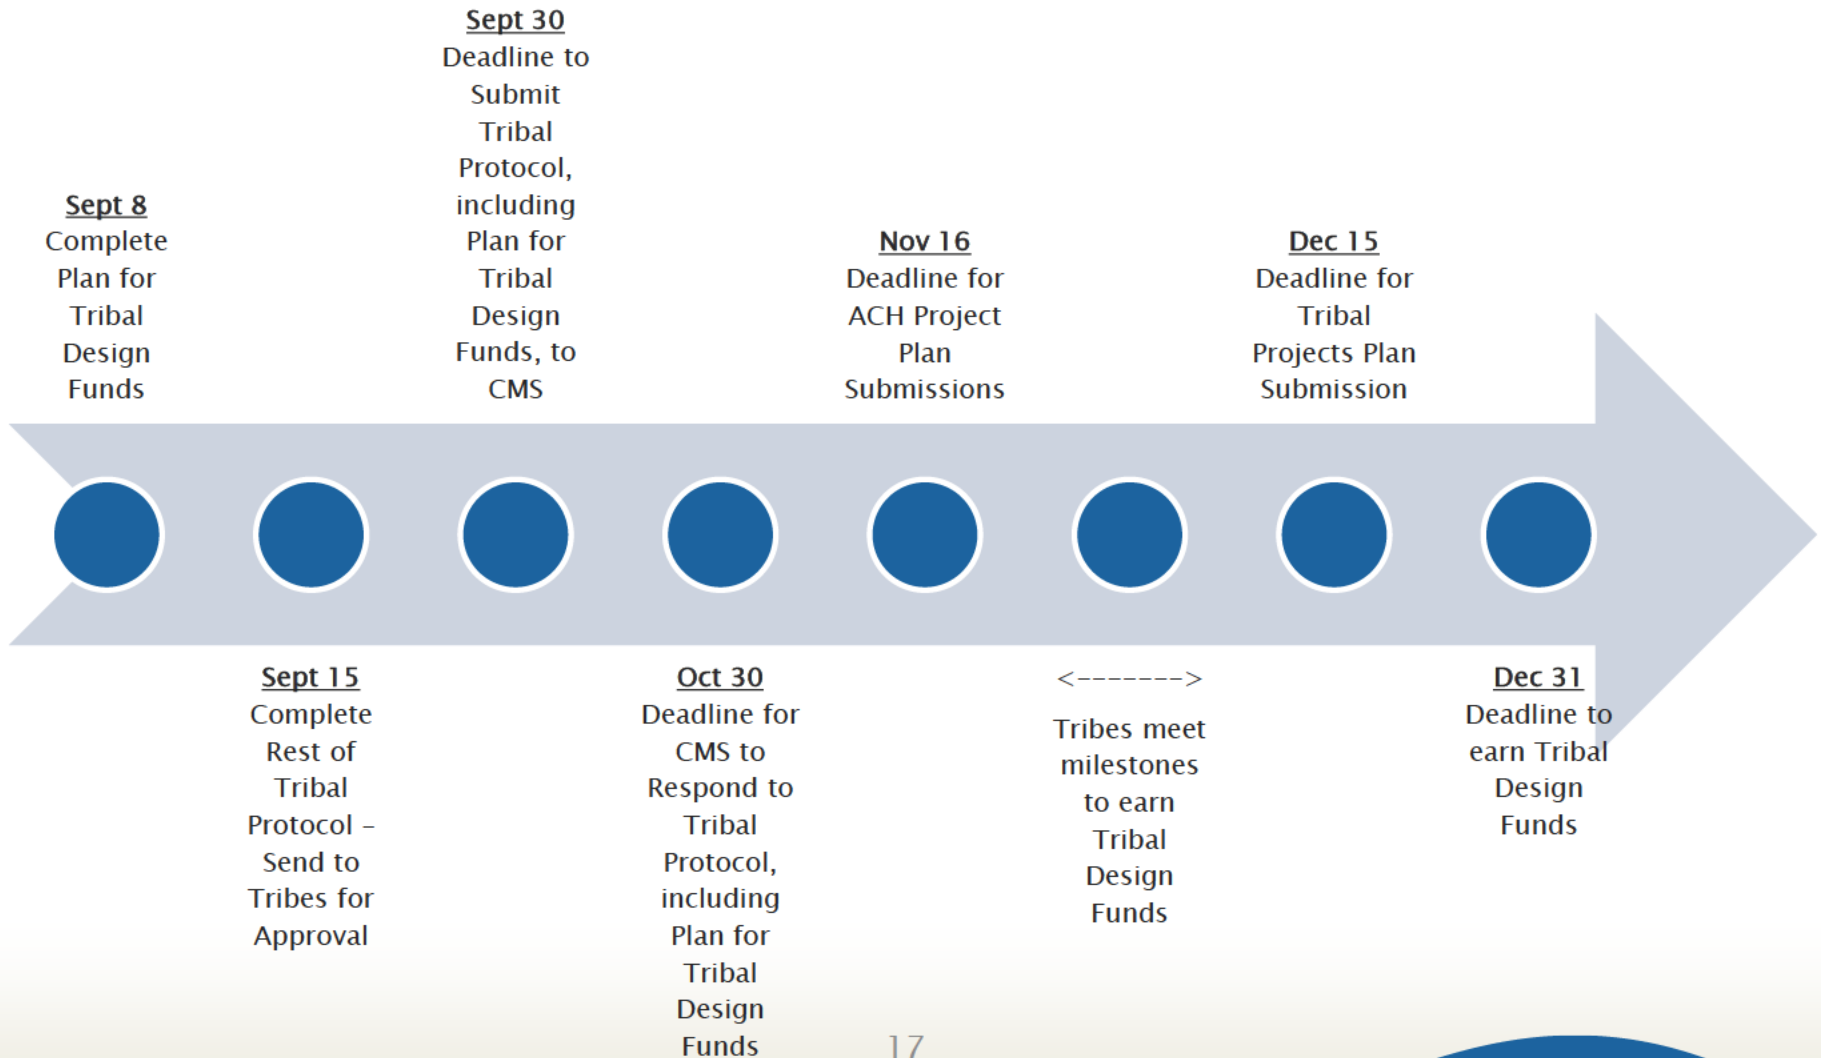 Sept 8
Complete
Plan for
Tribal
Design
Funds
Sept 15
Complete
Rest of
Tribal
Protocol –
Send to
Tribes for
Approval
Sept 30
Deadline to
Submit
Tribal
Protocol,
including
Plan for
Tribal
Design
Funds, to
CMS
Oct 30
Deadline for
CMS to
Respond to
Tribal
Protocol,
including
Plan for
Tribal
Design
Funds
Nov 16
Deadline for
ACH Project
Plan
Submissions
<------->
Tribes meet
milestones
to earn
Tribal
Design
Funds
Dec 15
Deadline for
Tribal
Projects Plan
Submission
Dec 31
Deadline to
earn Tribal
Design
Funds
17